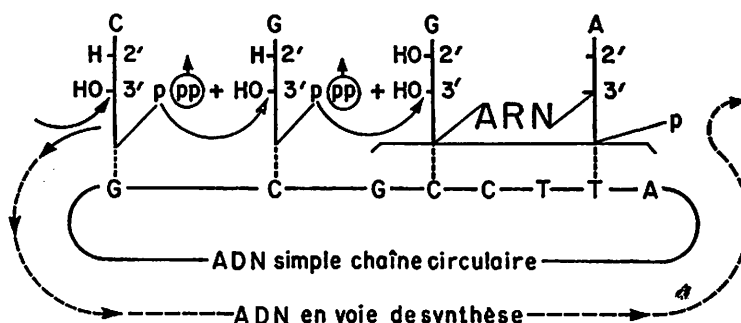 C G G A
H 2' H 2' HO 2' 2'
HO 3' p pp + HO 3' p pp + HO 3' ARN 3'
p
G C G C C T T A
ADN simple chaîne circulaire
ADN en voie de synthèse